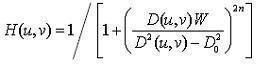 H(u,v) = 1 / [ 1 + ( D(u,v)W / D²(u,v) − D₀² )²ⁿ ]